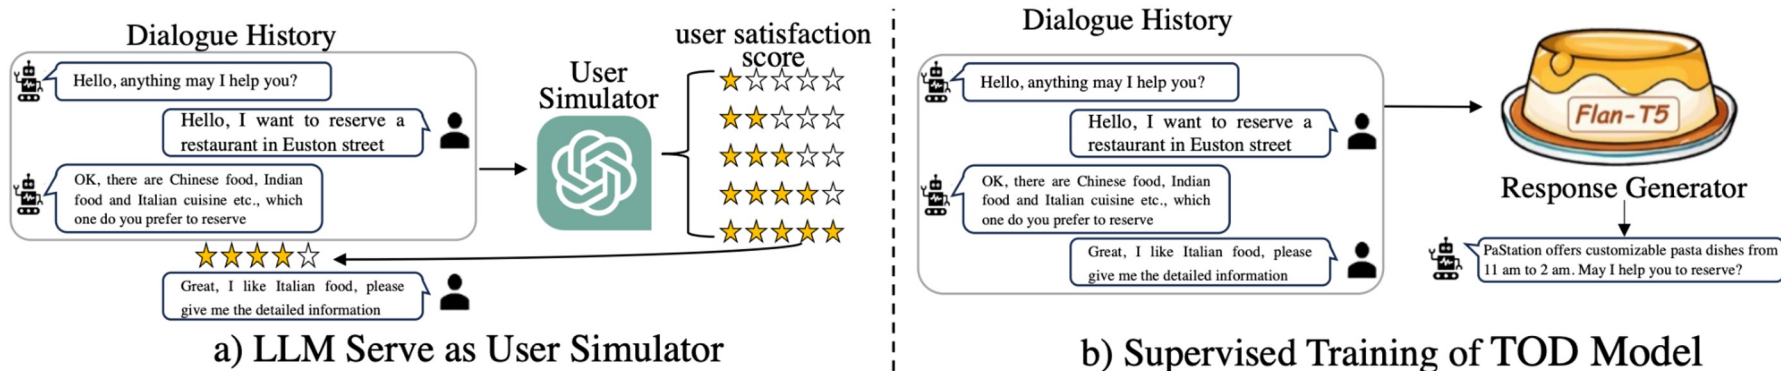 Dialogue History
Hello, anything may I help you?
Hello, I want to reserve a
restaurant in Euston street
OK, there are Chinese food, Indian
food and Italian cuisine etc., which
one do you prefer to reserve
Great, I like Italian food, please
give me the detailed information
User
Simulator
user satisfaction
score
a) LLM Serve as User Simulator
Dialogue History
Hello, anything may I help you?
Hello, I want to reserve a
restaurant in Euston street
OK, there are Chinese food, Indian
food and Italian cuisine etc., which
one do you prefer to reserve
Great, I like Italian food, please
give me the detailed information
Flan-T5
Response Generator
PaStation offers customizable pasta dishes from
11 am to 2 am. May I help you to reserve?
b) Supervised Training of TOD Model